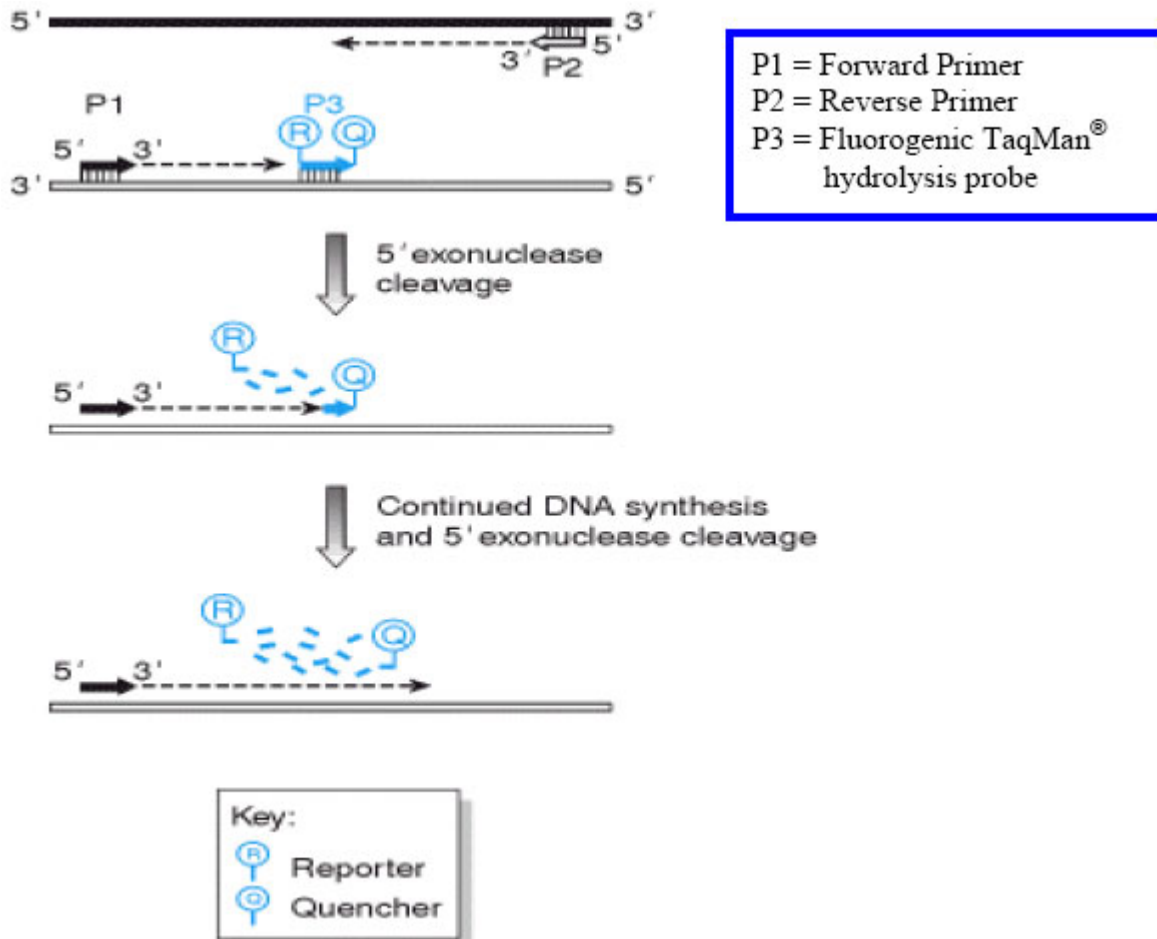 5' 3'
3' 5'
P2
P1 P3
R Q
5' 3'
3' 5'
P1 = Forward Primer
P2 = Reverse Primer
P3 = Fluorogenic TaqMan®
hydrolysis probe
5'exonuclease
cleavage
R
Q
5' 3'
Continued DNA synthesis
and 5'exonuclease cleavage
R
Q
5' 3'
Key:
R Reporter
Q Quencher